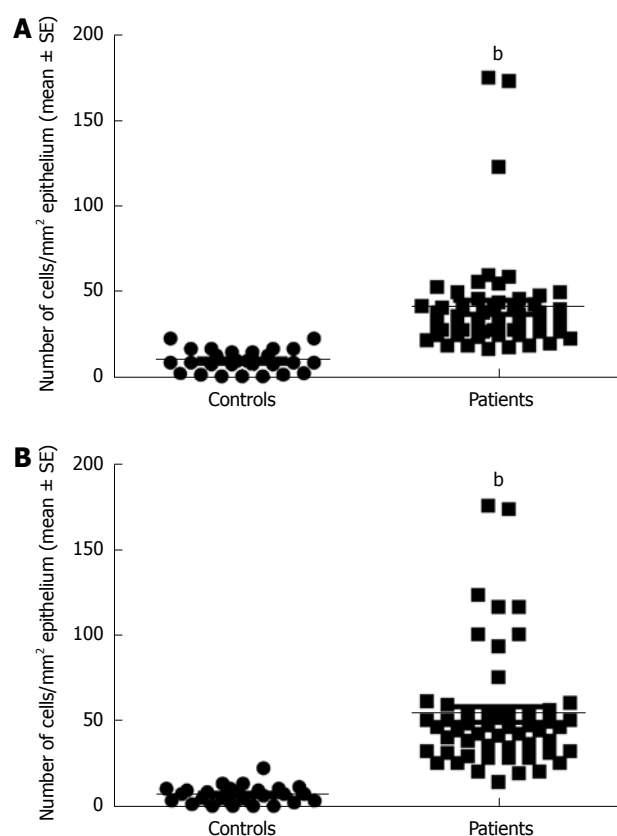 A
Number of cells/mm² epithelium (mean ± SE)
200
150
100
50
0
b
Controls
Patients
B
Number of cells/mm² epithelium (mean ± SE)
200
150
100
50
0
b
Controls
Patients